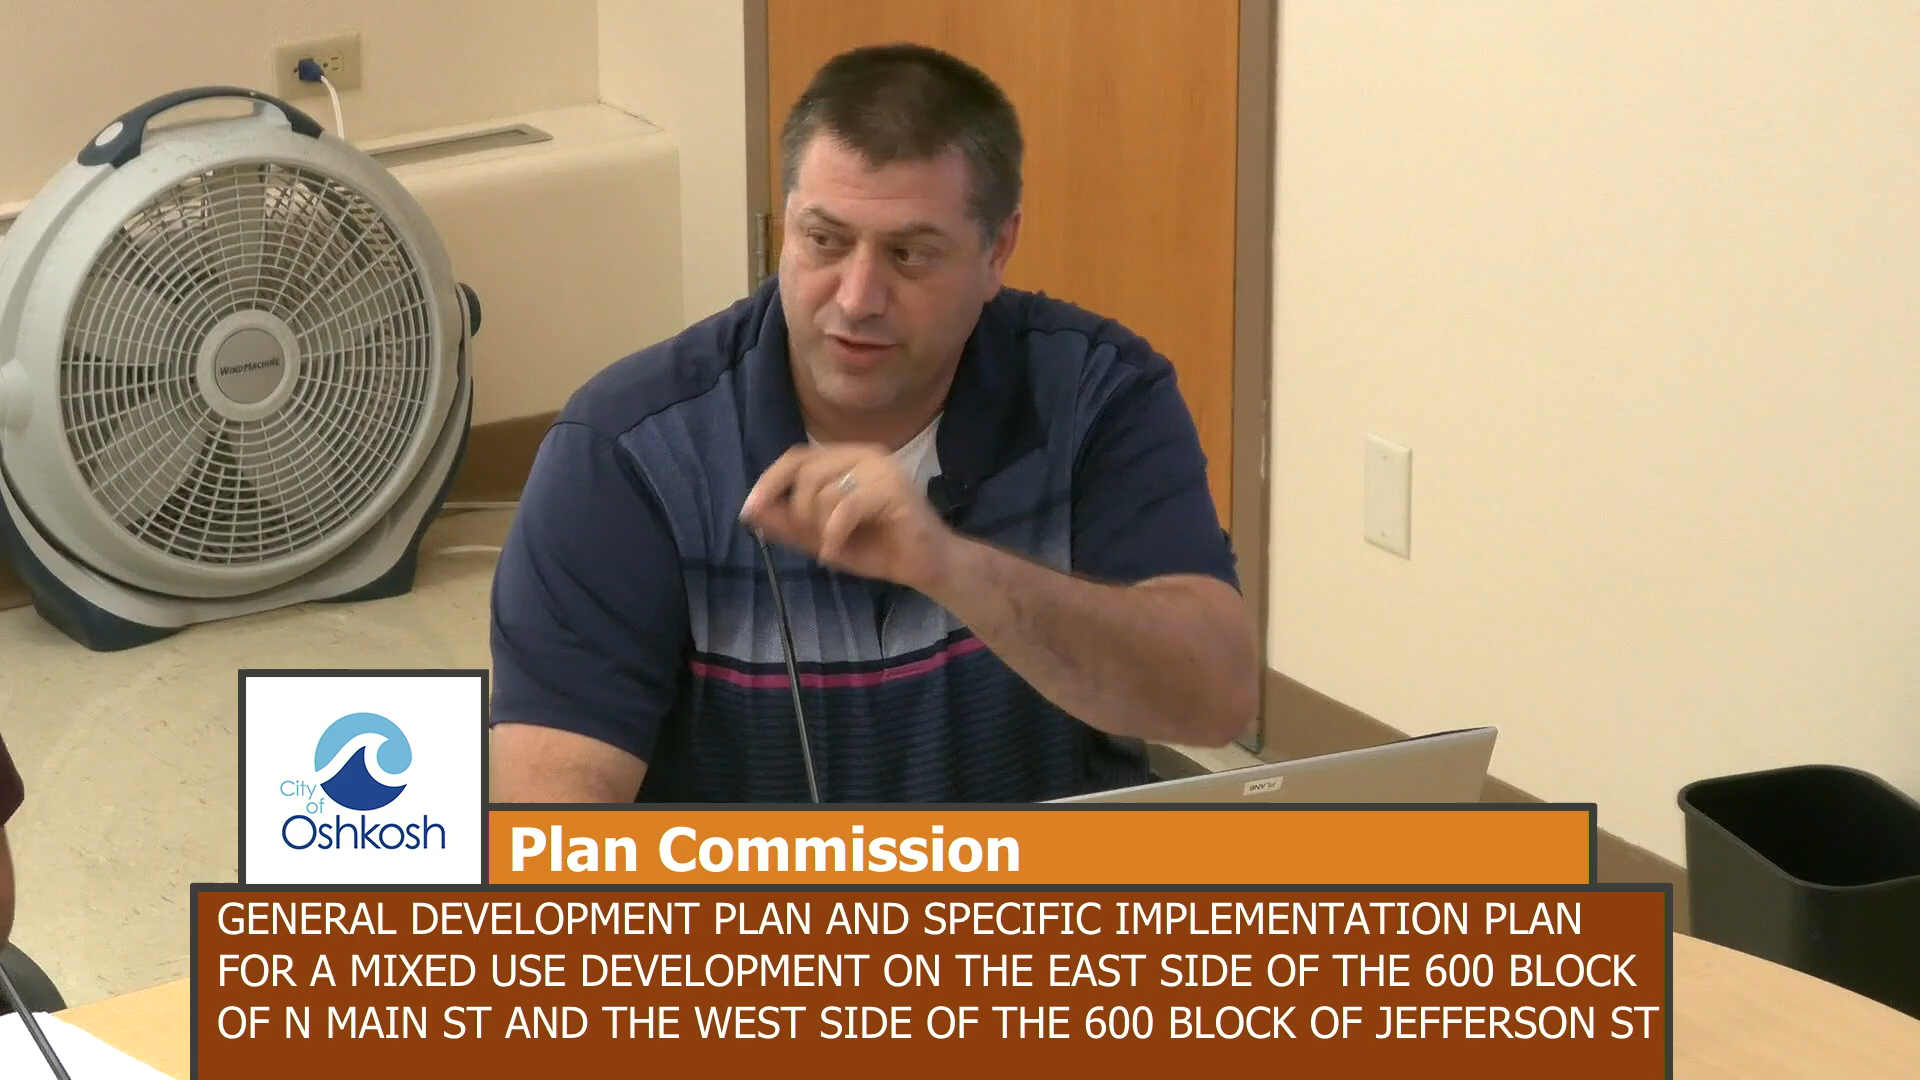 WINDMACHINE
PLAN8
City
of
Oshkosh
Plan Commission
GENERAL DEVELOPMENT PLAN AND SPECIFIC IMPLEMENTATION PLAN
FOR A MIXED USE DEVELOPMENT ON THE EAST SIDE OF THE 600 BLOCK
OF N MAIN ST AND THE WEST SIDE OF THE 600 BLOCK OF JEFFERSON ST